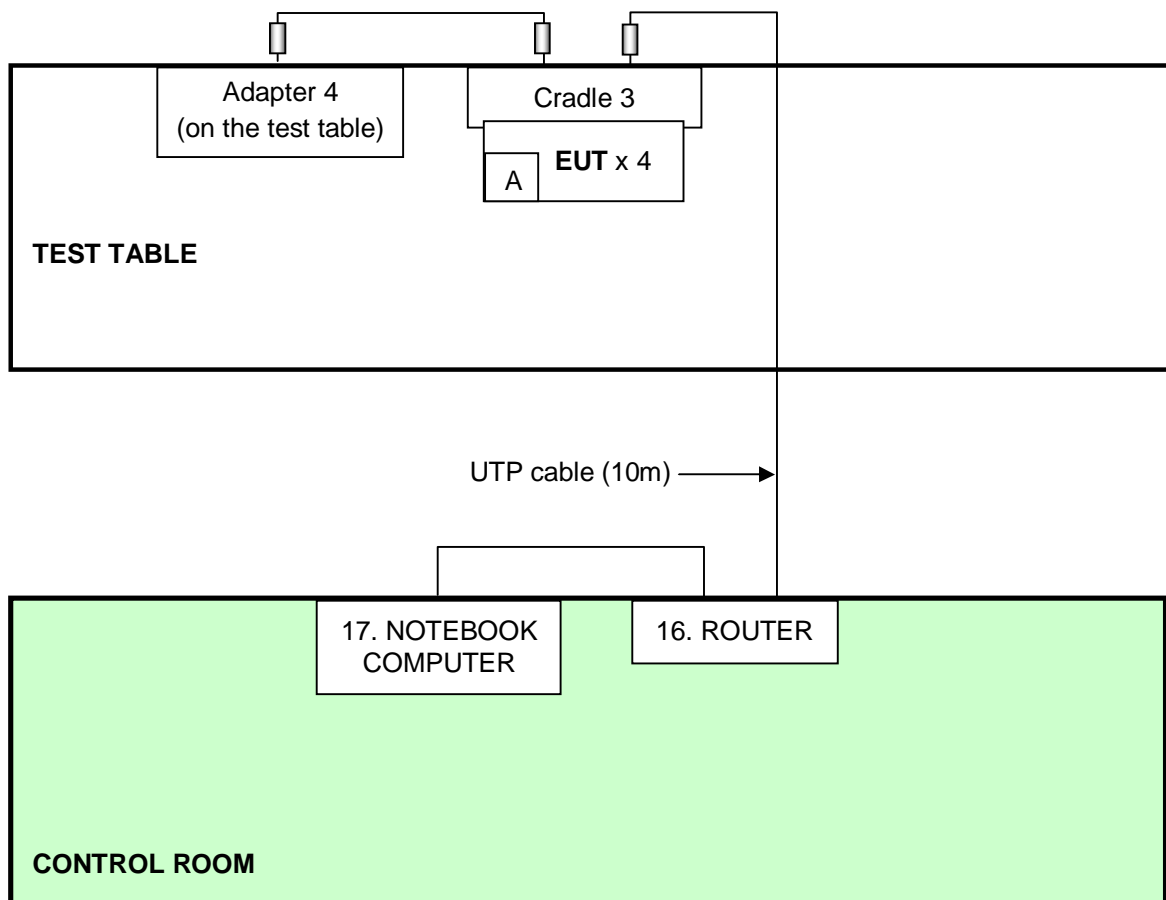 Adapter 4
(on the test table)
Cradle 3
EUT x 4
A
TEST TABLE
UTP cable (10m)
17. NOTEBOOK
COMPUTER
16. ROUTER
CONTROL ROOM